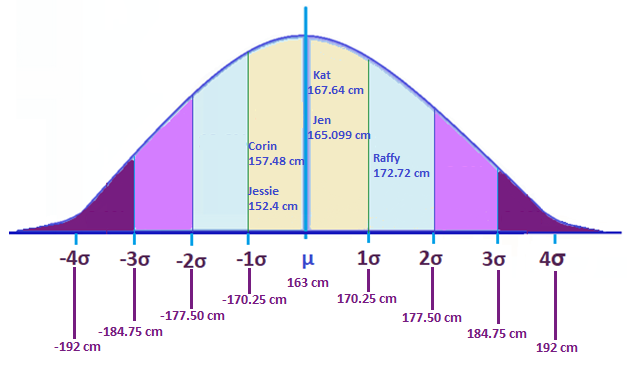 Kat
167.64 cm
Jen
165.099 cm
Corin
157.48 cm
Jessie
152.4 cm
Raffy
172.72 cm
-4σ -3σ -2σ -1σ μ 1σ 2σ 3σ 4σ
163 cm
-170.25 cm 170.25 cm
-177.50 cm 177.50 cm
-184.75 cm 184.75 cm
-192 cm 192 cm